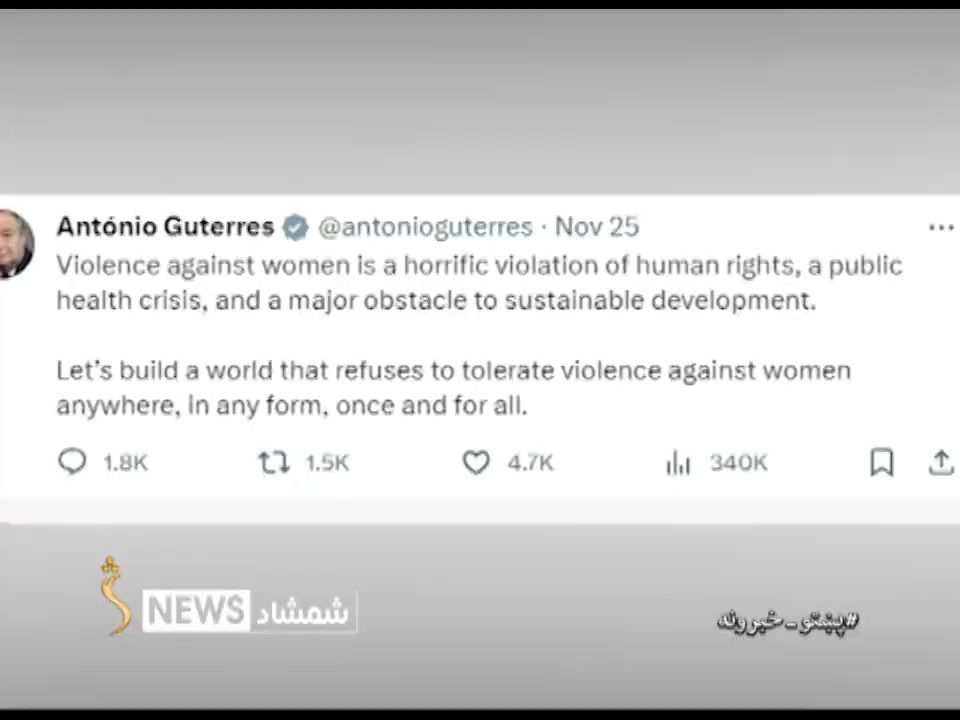 António Guterres @antonioguterres · Nov 25
Violence against women is a horrific violation of human rights, a public
health crisis, and a major obstacle to sustainable development.
Let's build a world that refuses to tolerate violence against women
anywhere, in any form, once and for all.
1.8K 1.5K 4.7K 340K
NEWS شمشاد
#پښتو_خبرونه